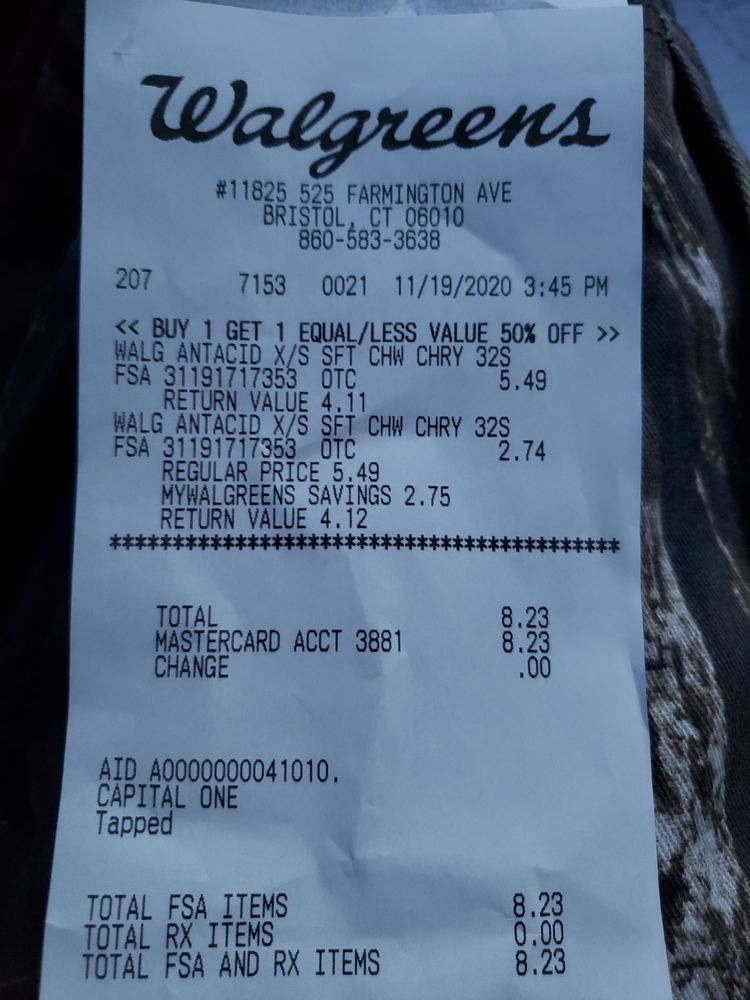 Walgreens
#11825 525 FARMINGTON AVE
BRISTOL, CT 06010
860-583-3638
207 7153 0021 11/19/2020 3:45 PM
<< BUY 1 GET 1 EQUAL/LESS VALUE 50% OFF >>
WALG ANTACID X/S SFT CHW CHRY 32S
FSA 31191717353 OTC 5.49
RETURN VALUE 4.11
WALG ANTACID X/S SFT CHW CHRY 32S
FSA 31191717353 OTC 2.74
REGULAR PRICE 5.49
MYWALGREENS SAVINGS 2.75
RETURN VALUE 4.12
*****************************************
TOTAL 8.23
MASTERCARD ACCT 3881 8.23
CHANGE .00
AID A0000000041010.
CAPITAL ONE
Tapped
TOTAL FSA ITEMS 8.23
TOTAL RX ITEMS 0.00
TOTAL FSA AND RX ITEMS 8.23